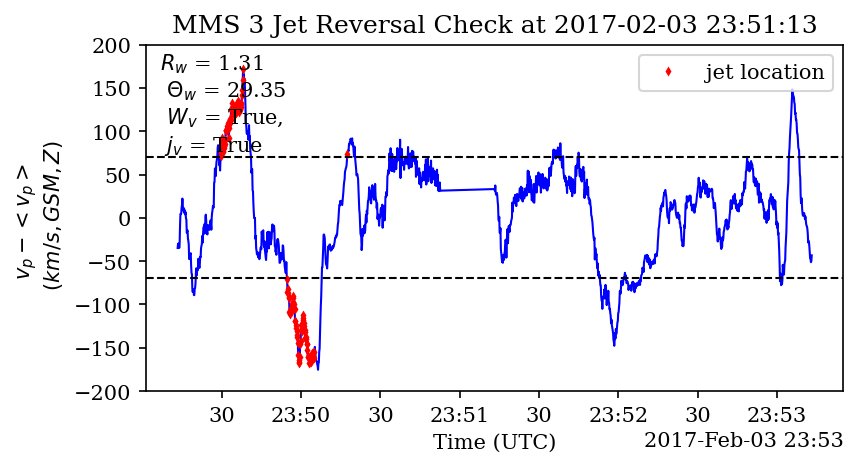 MMS 3 Jet Reversal Check at 2017-02-03 23:51:13
R_w = 1.31
Θ_w = 29.35
W_v = True,
j_v = True
jet location
200
150
100
50
0
−50
−100
−150
−200
v_p − < v_p >
(km/s, GSM, Z)
30 23:50 30 23:51 30 23:52 30 23:53
Time (UTC)
2017-Feb-03 23:53